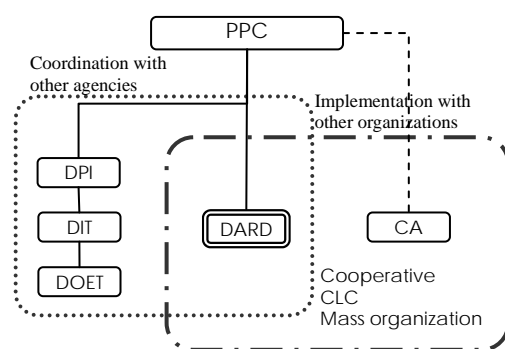 PPC
Coordination with
other agencies
Implementation with
other organizations
DPI
DIT
DARD
CA
DOET
Cooperative
CLC
Mass organization